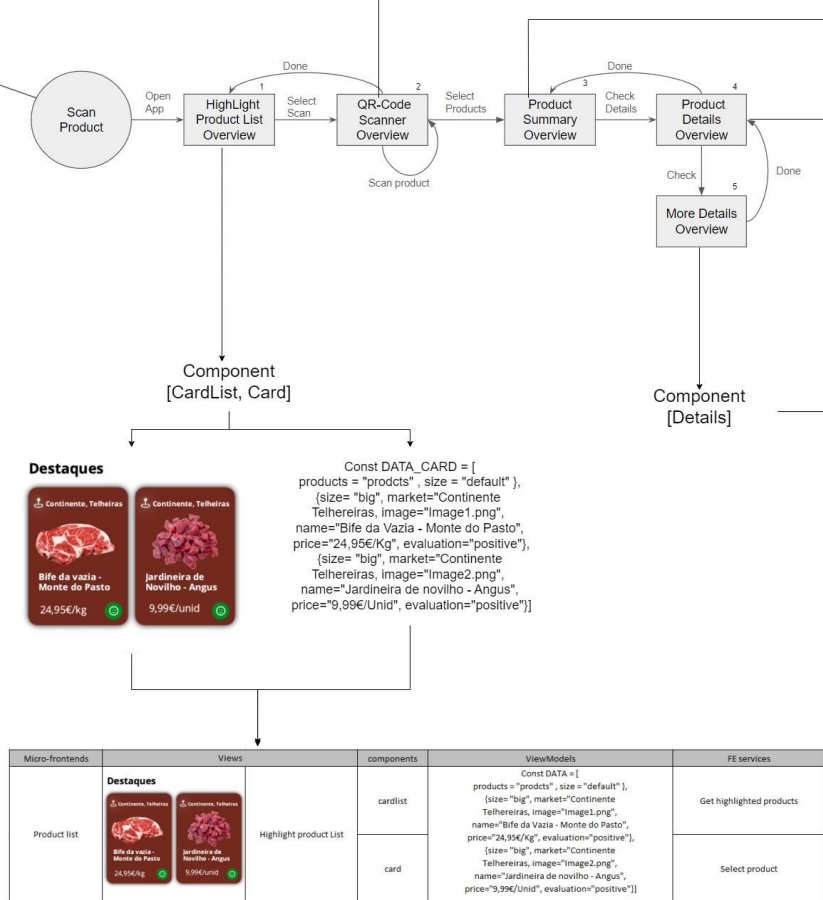 Done
Done
1
2
3
4
Scan
Product
Open
App
HighLight
Product List
Overview
Select
Scan
QR-Code
Scanner
Overview
Select
Products
Product
Summary
Overview
Check
Details
Product
Details
Overview
Scan product
Check
Done
5
More Details
Overview
Component
[CardList, Card]
Component
[Details]
Destaques
Continente, Telheiras
Bife da vazia -
Monte do Pasto
24,95€/kg
Continente, Telheiras
Jardineira de
Novilho - Angus
9,99€/unid
Const DATA_CARD = [
products = "prodcts" , size = "default" },
{size= "big", market="Continente
Telhereiras, image="Image1.png",
name="Bife da Vazia - Monte do Pasto",
price="24,95€/Kg", evaluation="positive"},
{size= "big", market="Continente
Telhereiras, image="Image2.png",
name="Jardineira de novilho - Angus",
price="9,99€/Unid", evaluation="positive"}]
Micro-frontends
Views
components
ViewModels
FE services
Product list
Destaques
Continente, Telheiras
Bife da vazia -
Monte do Pasto
24,95€/kg
Continente, Telheiras
Jardineira de
Novilho - Angus
9,99€/unid
Highlight product List
cardlist
card
Const DATA = [
products = "prodcts" , size = "default" },
{size= "big", market="Continente
Telhereiras, image="Image1.png",
name="Bife da Vazia - Monte do Pasto",
price="24,95€/Kg", evaluation="positive"},
{size= "big", market="Continente
Telhereiras, image="Image2.png",
name="Jardineira de novilho - Angus",
price="9,99€/Unid", evaluation="positive"}]
Get highlighted products
Select product